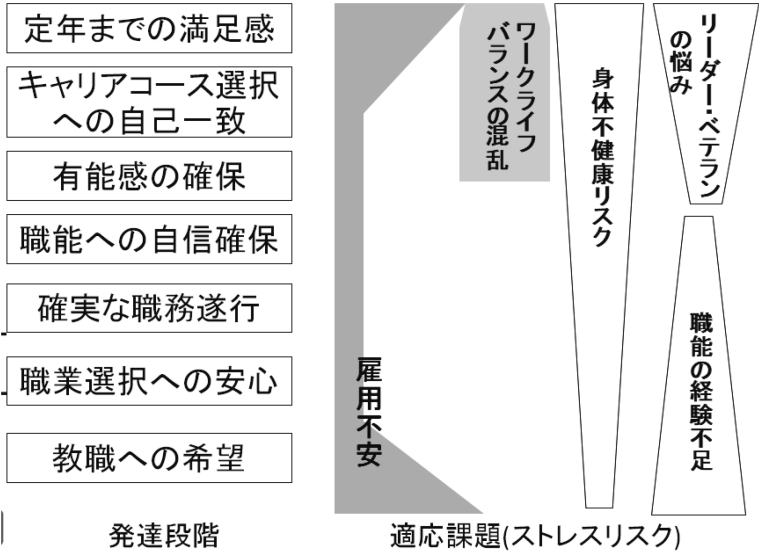 定年までの満足感
キャリアコース選択
への自己一致
有能感の確保
職能への自信確保
確実な職務遂行
職業選択への安心
教職への希望
発達段階
雇用不安
ワークライフ
バランスの混乱
身体不健康リスク
リーダー・ベテラン
の悩み
職能の経験不足
適応課題(ストレスリスク)